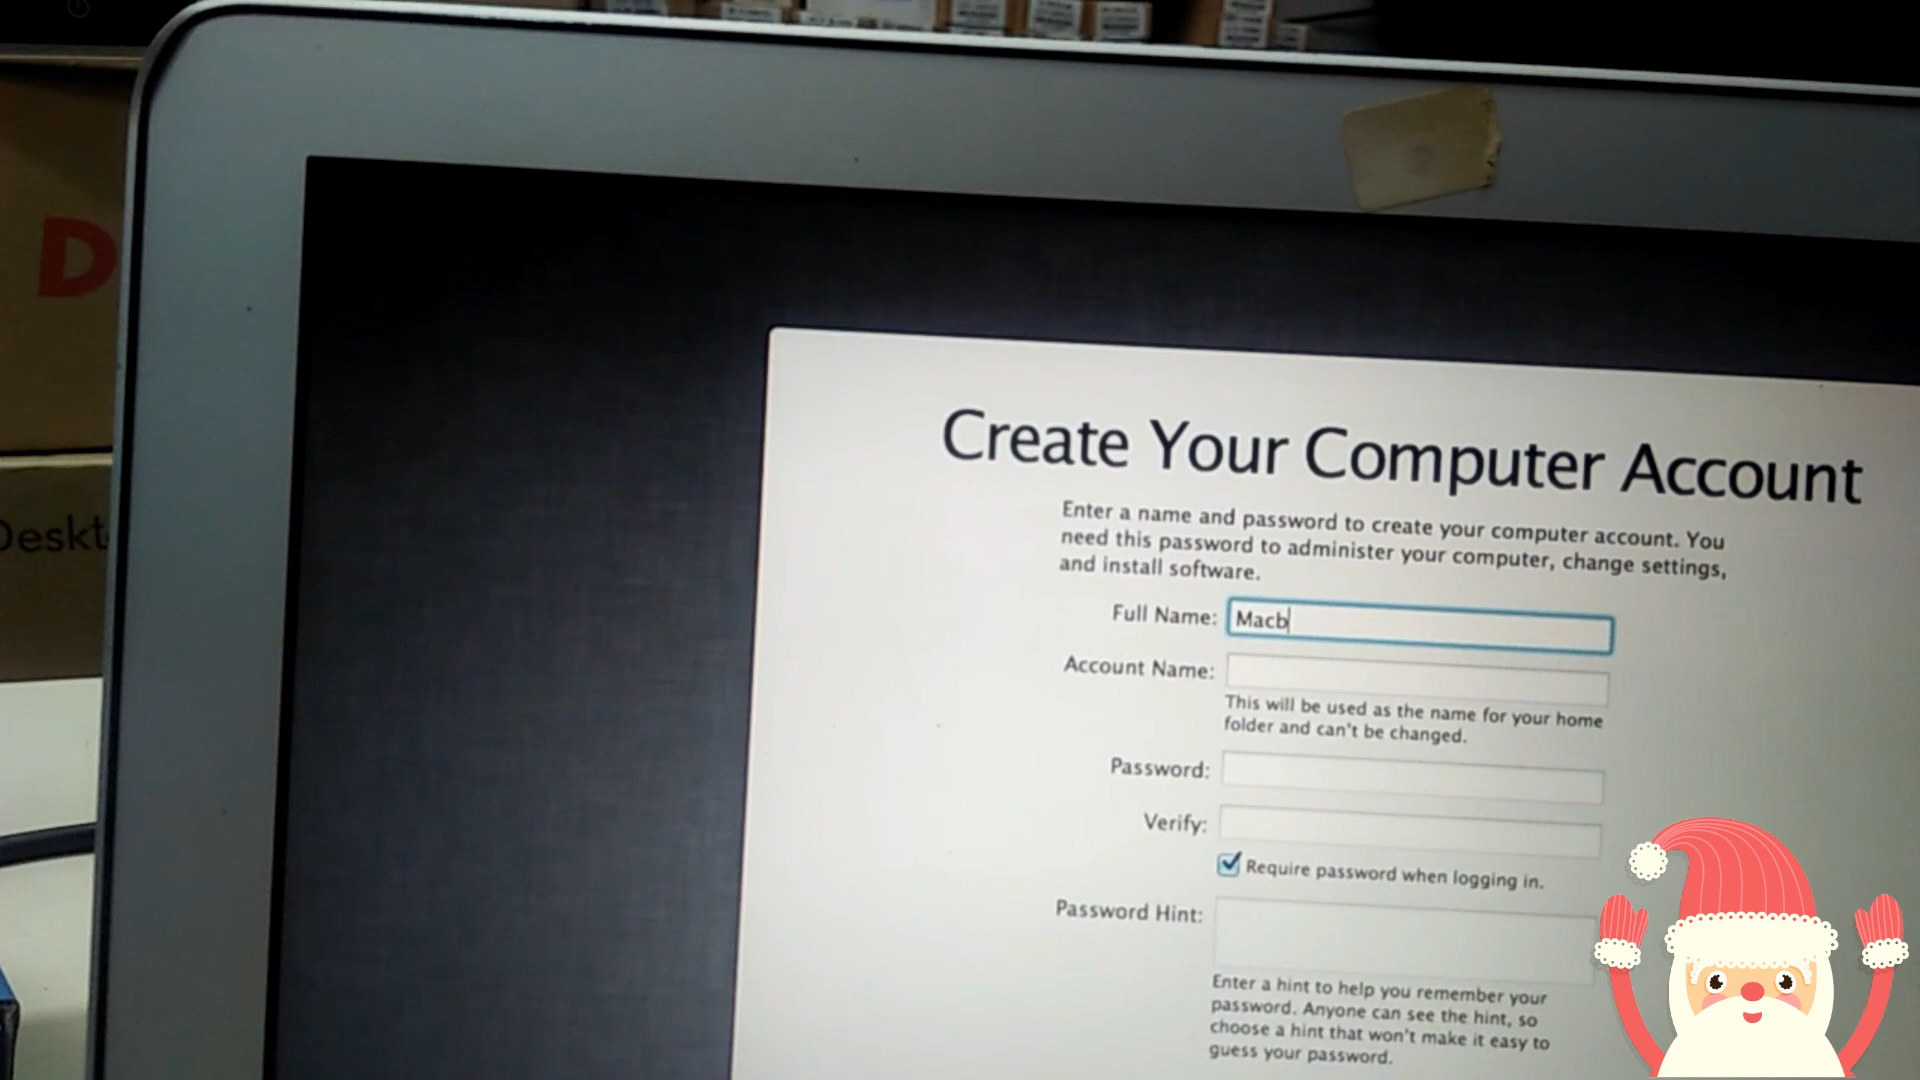 D
Deskt
Create Your Computer Account
Enter a name and password to create your computer account. You
need this password to administer your computer, change settings,
and install software.
Full Name: Macb
Account Name:
This will be used as the name for your home
folder and can't be changed.
Password:
Verify:
Require password when logging in.
Password Hint:
Enter a hint to help you remember your
password. Anyone can see the hint, so
choose a hint that won't make it easy to
guess your password.